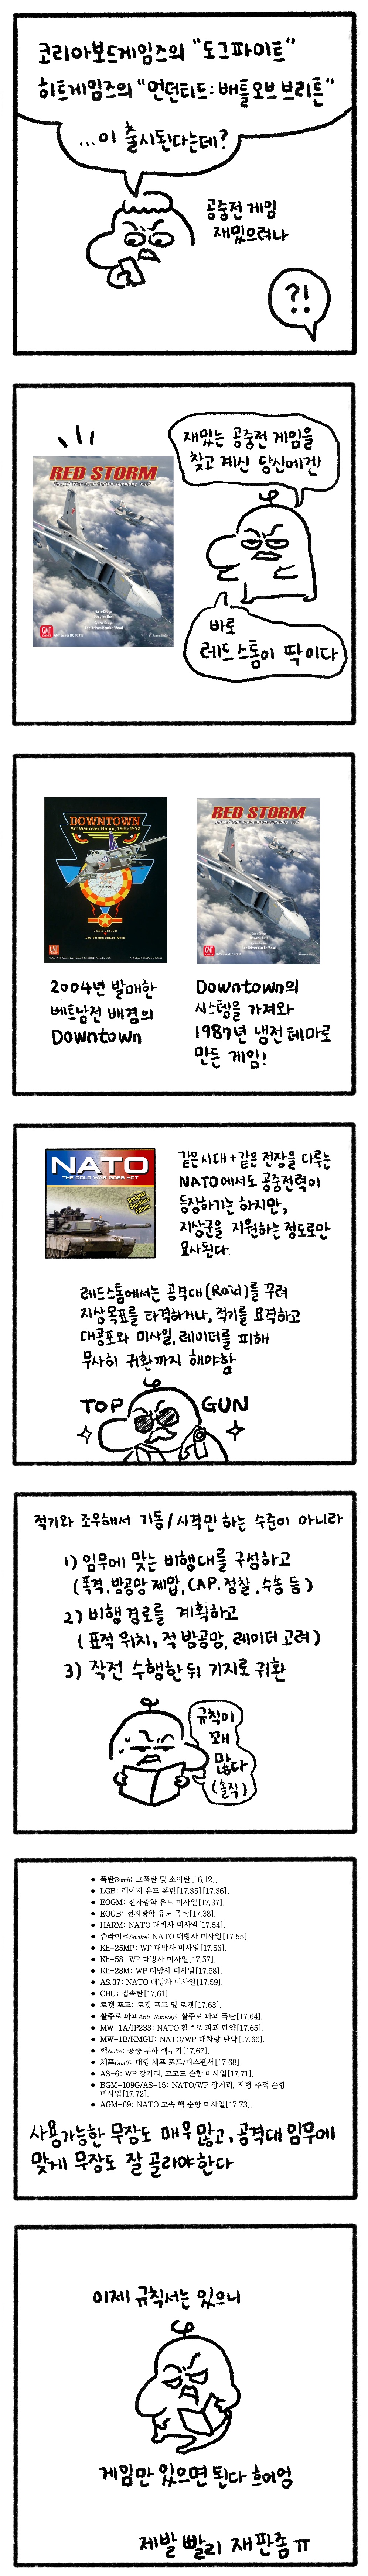 코리아보드게임즈의 "도그파이트"
히트게임즈의 "언던티드: 배틀오브 브리튼"
...이 출시된다는데?
공중전 게임
재밌으려나
?!
재밌는 공중전 게임을
찾고 계신 당신에겐!
RED STORM
바로
레드스톰이 딱이다
DOWNTOWN
Air War over Hanoi, 1965-1972
RED STORM
2004년 발매한
베트남전 배경의
Downtown
Downtown의
시스템을 가져와
1987년 냉전 테마로
만든 게임!
NATO
THE COLD WAR GOES HOT
같은 시대 + 같은 전장을 다루는
NATO에서도 공중전력이
등장하기는 하지만,
지상군을 지원하는 정도로만
묘사된다.
레드스톰에서는 공격대(Raid)를 꾸려
지상목표를 타격하거나, 적기를 요격하고
대공포와 미사일, 레이더를 피해
무사히 귀환까지 해야함
TOP GUN
적기와 조우해서 기동/사격만 하는 수준이 아니라
1) 임무에 맞는 비행대를 구성하고
(폭격, 방공망 제압, CAP, 정찰, 수송 등)
2) 비행 경로를 계획하고
(표적 위치, 적 방공망, 레이더 고려)
3) 작전 수행한 뒤 기지로 귀환
규칙이
꽤
많다
(솔직)
• 폭탄Bomb: 고폭탄 및 소이탄[16.12].
• LGB: 레이저 유도 폭탄[17.35] [17.36].
• EOGM: 전자광학 유도 미사일[17.37].
• EOGB: 전자광학 유도 폭탄[17.38].
• HARM: NATO 대방사 미사일[17.54].
• 슈라이크Shrike: NATO 대방사 미사일[17.55].
• Kh-25MP: WP 대방사 미사일[17.56].
• Kh-58: WP 대방사 미사일[17.57].
• Kh-28M: WP 대방사 미사일[17.58].
• AS.37: NATO 대방사 미사일[17.59].
• CBU: 집속탄[17.61]
• 로켓 포드: 로켓 포드 및 로켓[17.63].
• 활주로 파괴Anti-Runway: 활주로 파괴 폭탄[17.64].
• MW-1A/JP233: NATO 활주로 파괴 탄약[17.65].
• MW-1B/KMGU: NATO/WP 대차량 탄약[17.66].
• 핵Nuke: 공중 투하 핵무기[17.67].
• 채프Chaff: 대형 채프 포드/디스펜서[17.68].
• AS-6: WP 장거리, 고고도 순항 미사일[17.71].
• BGM-109G/AS-15: NATO/WP 장거리, 지형 추적 순항
미사일[17.72].
• AGM-69: NATO 고속 핵 순항 미사일[17.73].
사용가능한 무장도 매우 많고, 공격대 임무에
맞게 무장도 잘 골라야한다
이제 규칙서는 있으니
게임만 있으면 된다 흐어엉
제발 빨리 재판좀ㅠ